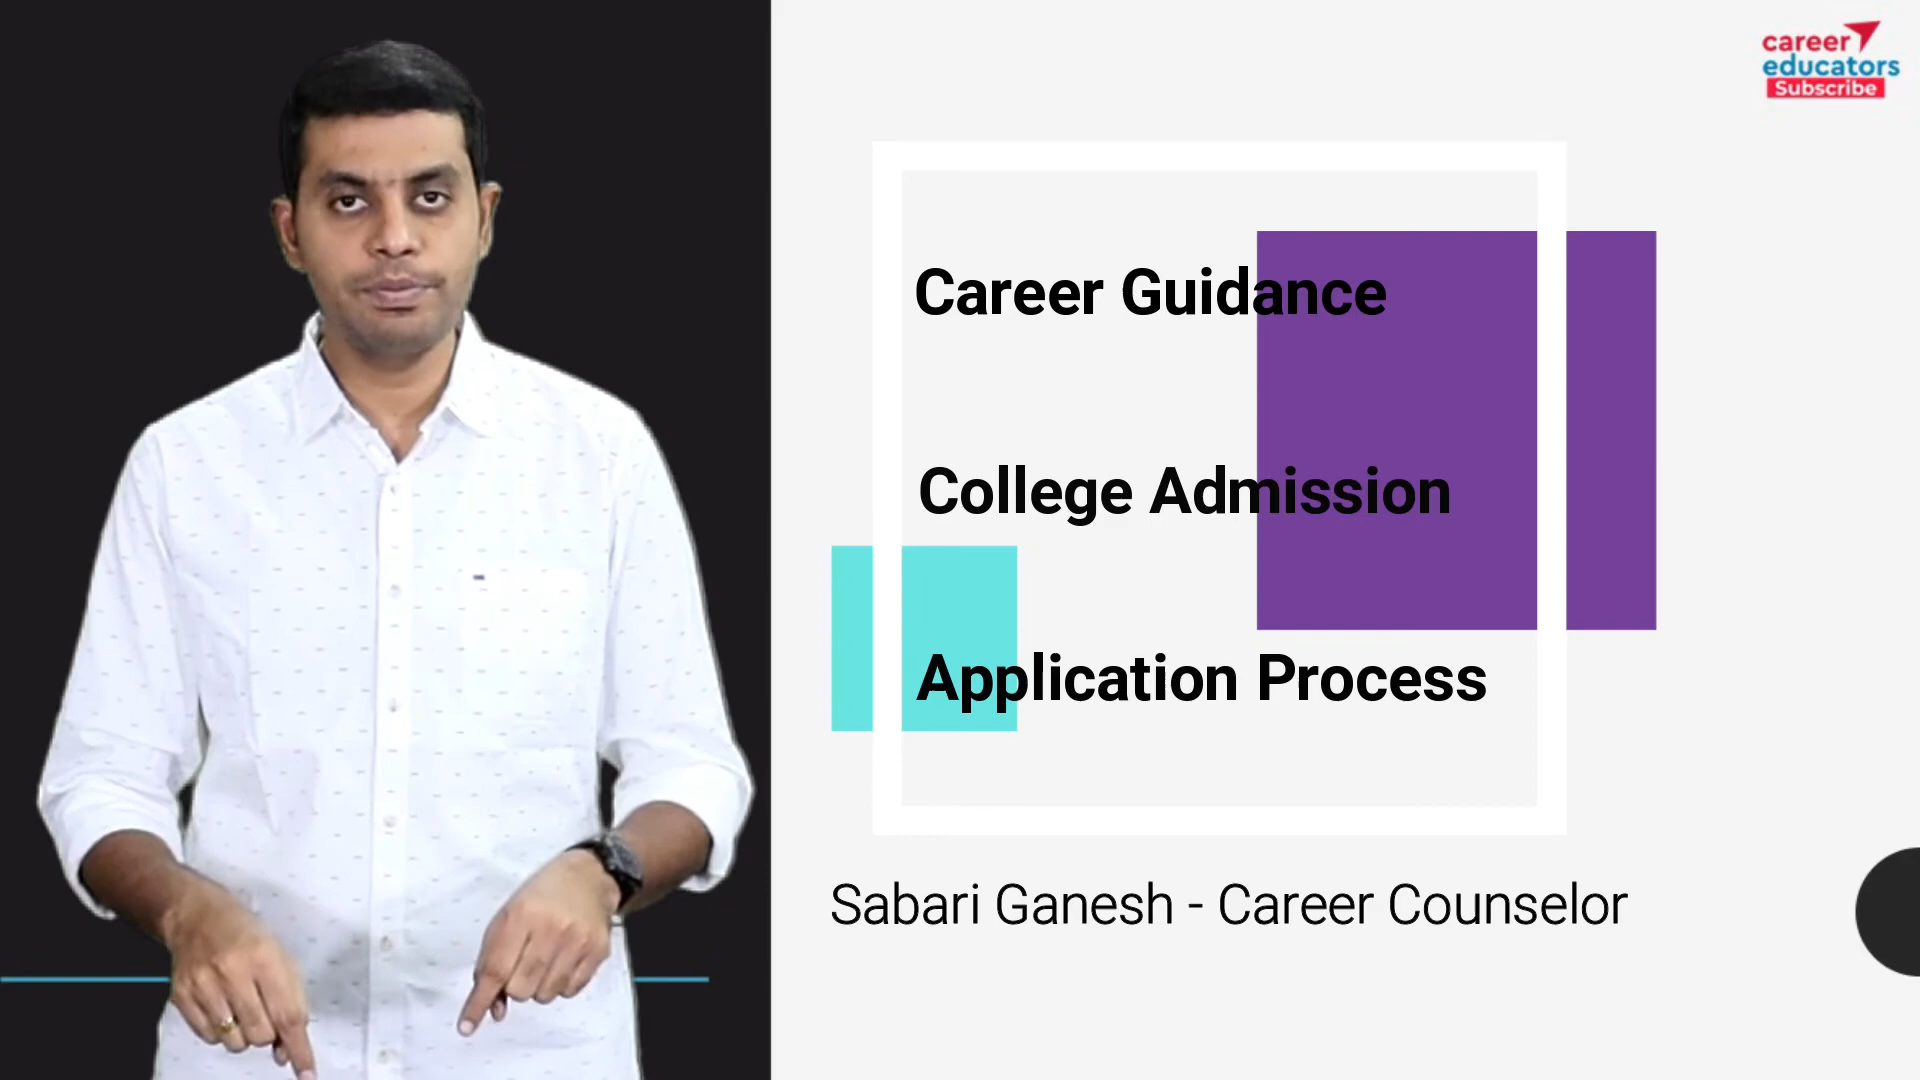 career
educators
Subscribe
Career Guidance
College Admission
Application Process
Sabari Ganesh - Career Counselor